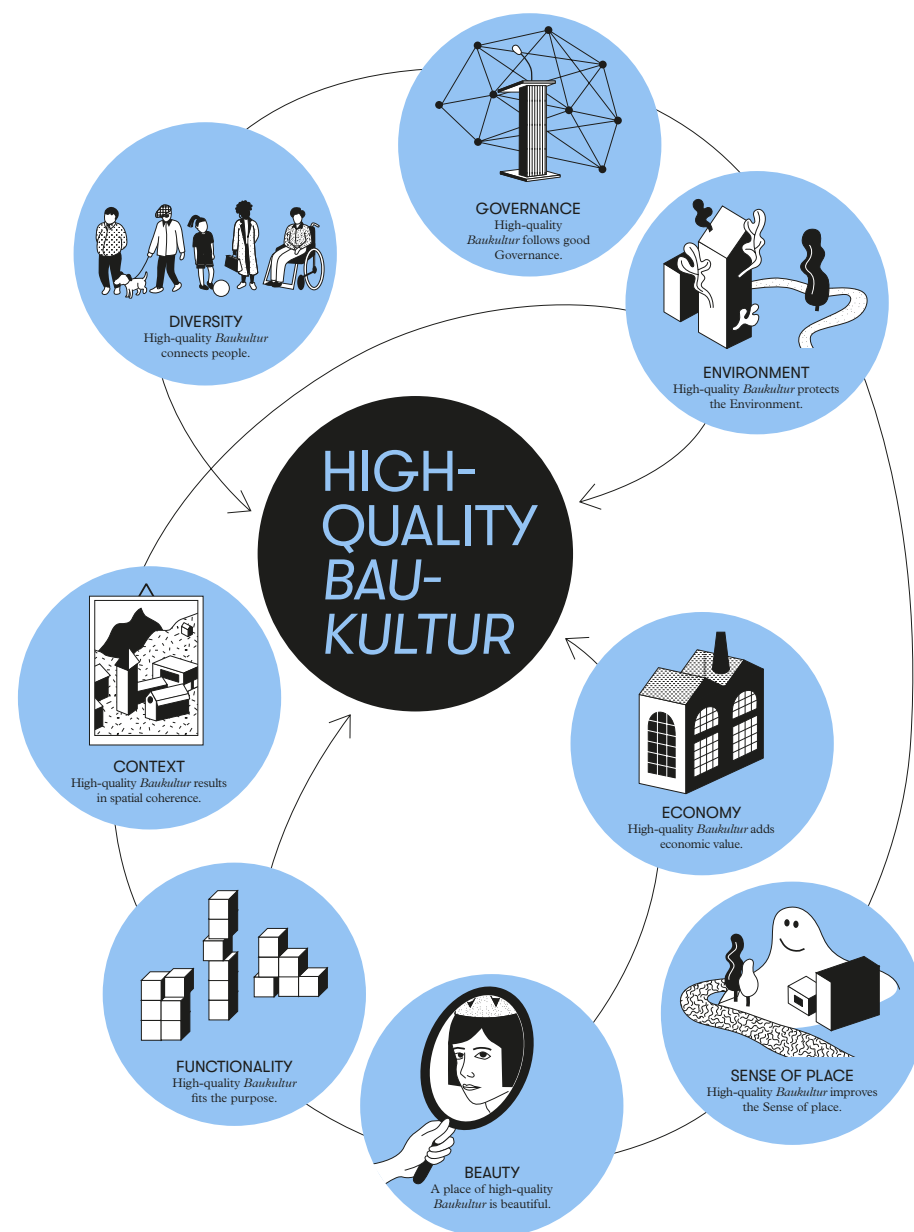 GOVERNANCE
High-quality
Baukultur follows good
Governance.
DIVERSITY
High-quality Baukultur
connects people.
ENVIRONMENT
High-quality Baukultur protects
the Environment.
HIGH-
QUALITY
BAU-
KULTUR
CONTEXT
High-quality Baukultur results
in spatial coherence.
ECONOMY
High-quality Baukultur adds
economic value.
FUNCTIONALITY
High-quality Baukultur
fits the purpose.
SENSE OF PLACE
High-quality Baukultur improves
the Sense of place.
BEAUTY
A place of high-quality
Baukultur is beautiful.